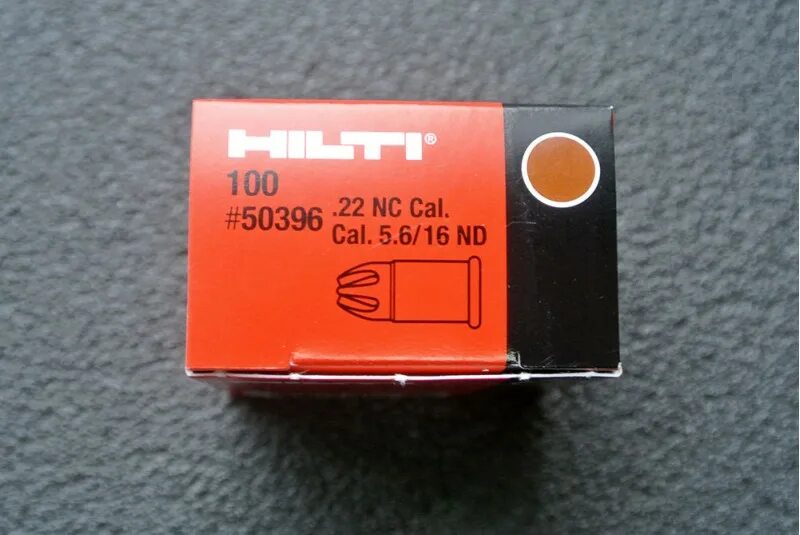 HILTI®
100
#50396 .22 NC Cal.
Cal. 5.6/16 ND